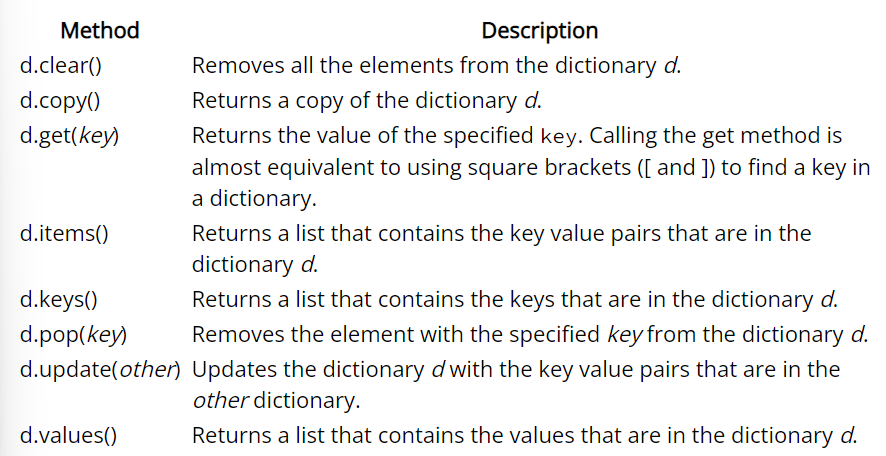 Method Description
d.clear() Removes all the elements from the dictionary d.
d.copy() Returns a copy of the dictionary d.
d.get(key) Returns the value of the specified key. Calling the get method is
almost equivalent to using square brackets ([ and ]) to find a key in
a dictionary.
d.items() Returns a list that contains the key value pairs that are in the
dictionary d.
d.keys() Returns a list that contains the keys that are in the dictionary d.
d.pop(key) Removes the element with the specified key from the dictionary d.
d.update(other) Updates the dictionary d with the key value pairs that are in the
other dictionary.
d.values() Returns a list that contains the values that are in the dictionary d.